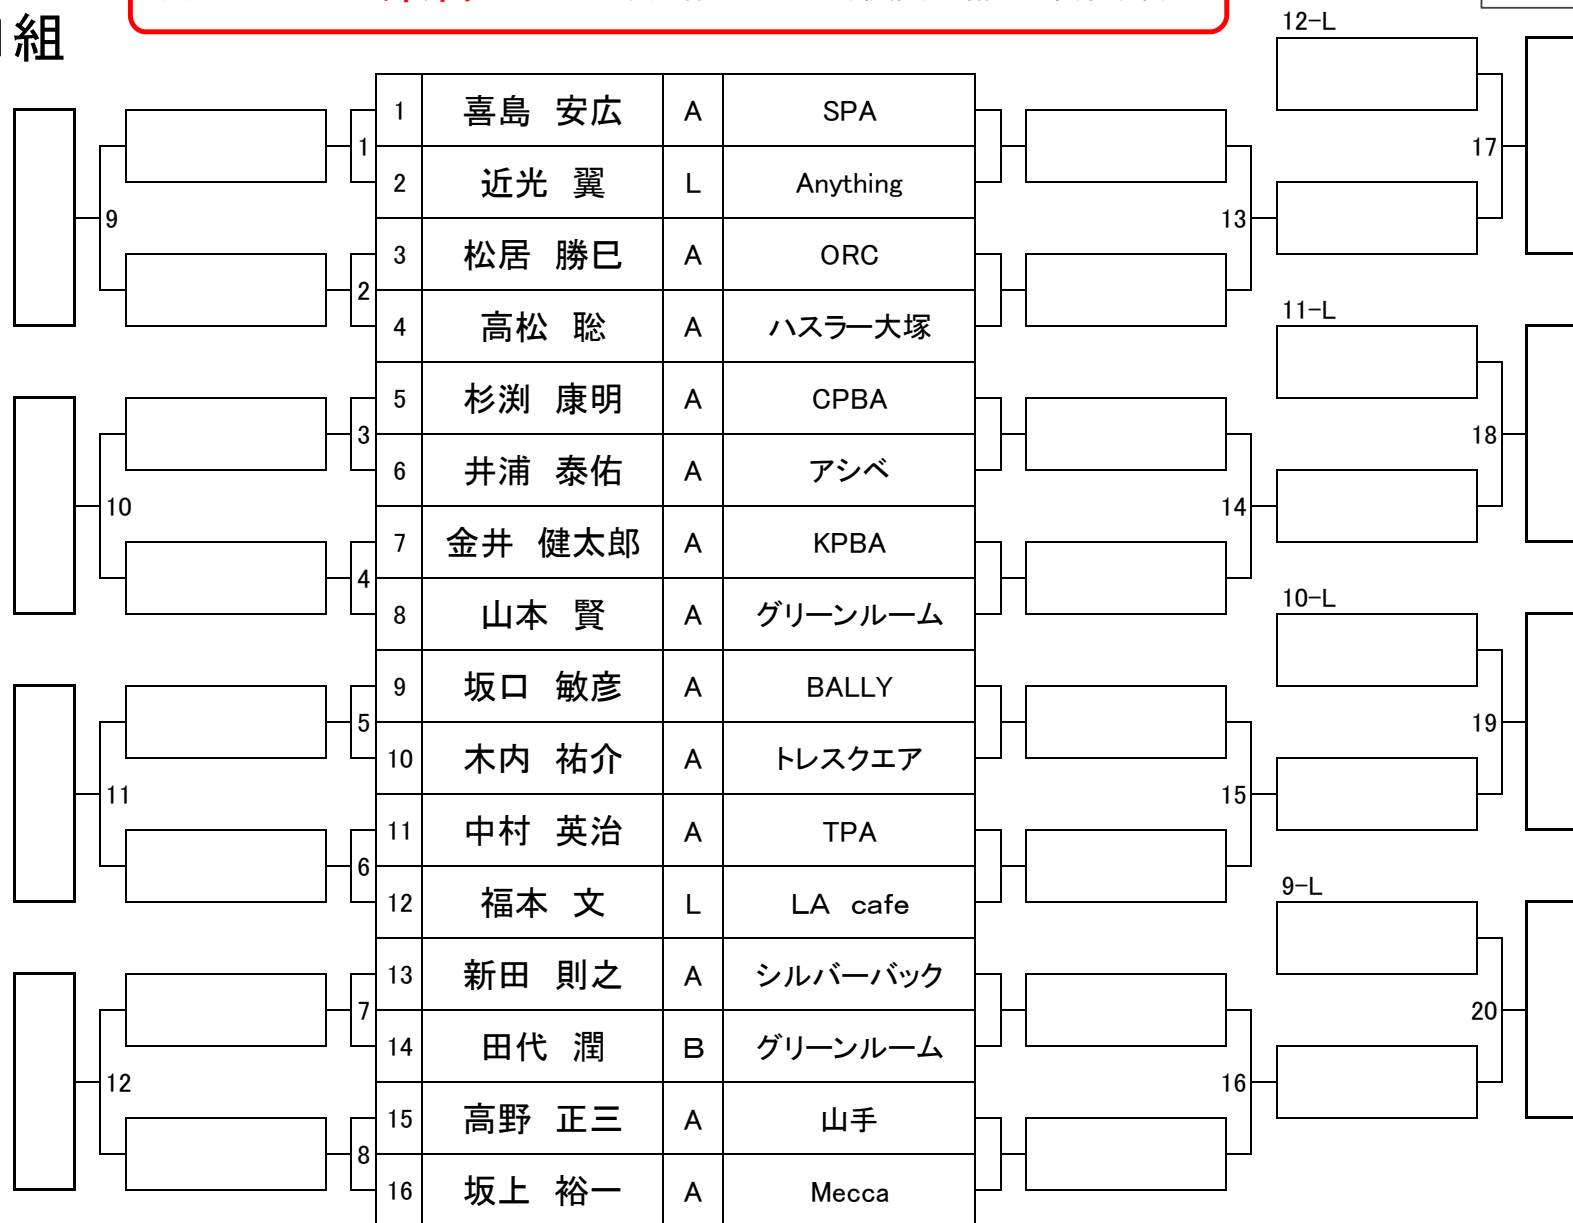 組
12-L
1 喜島 安広 A SPA
1
17
2 近光 翼 L Anything
9
13
3 松居 勝巳 A ORC
2
11-L
4 高松 聡 A ハスラー大塚
5 杉渕 康明 A CPBA
3
18
6 井浦 泰佑 A アシベ
10
14
7 金井 健太郎 A KPBA
4
10-L
8 山本 賢 A グリーンルーム
9 坂口 敏彦 A BALLY
5
19
10 木内 祐介 A トレスクエア
11
15
11 中村 英治 A TPA
6
9-L
12 福本 文 L LA cafe
13 新田 則之 A シルバーバック
7
20
14 田代 潤 B グリーンルーム
12
16
15 高野 正三 A 山手
8
16 坂上 裕一 A Mecca